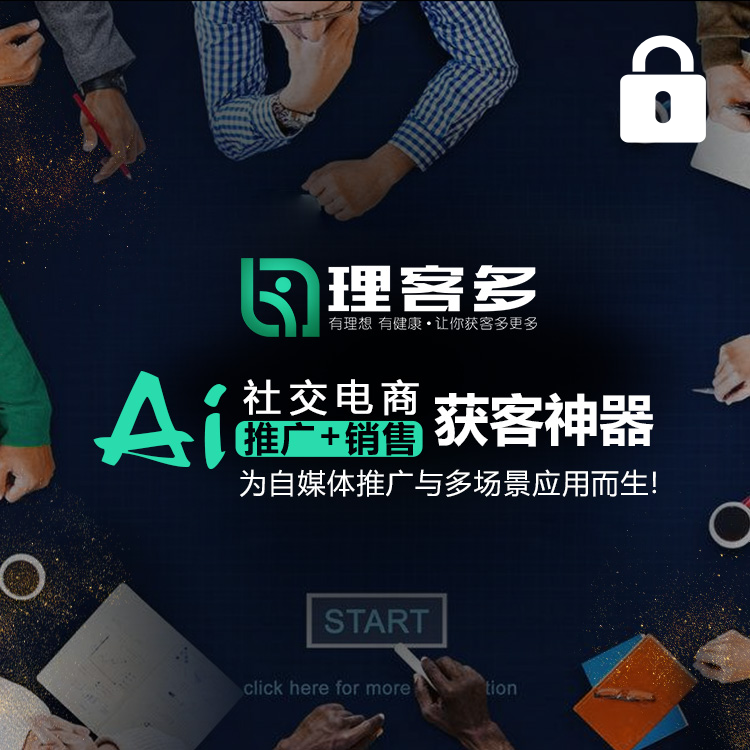 理客多
有理想 有健康·让你获客多更多
Ai
社交电商
推广+销售
获客神器
为自媒体推广与多场景应用而生!
START
click here for more